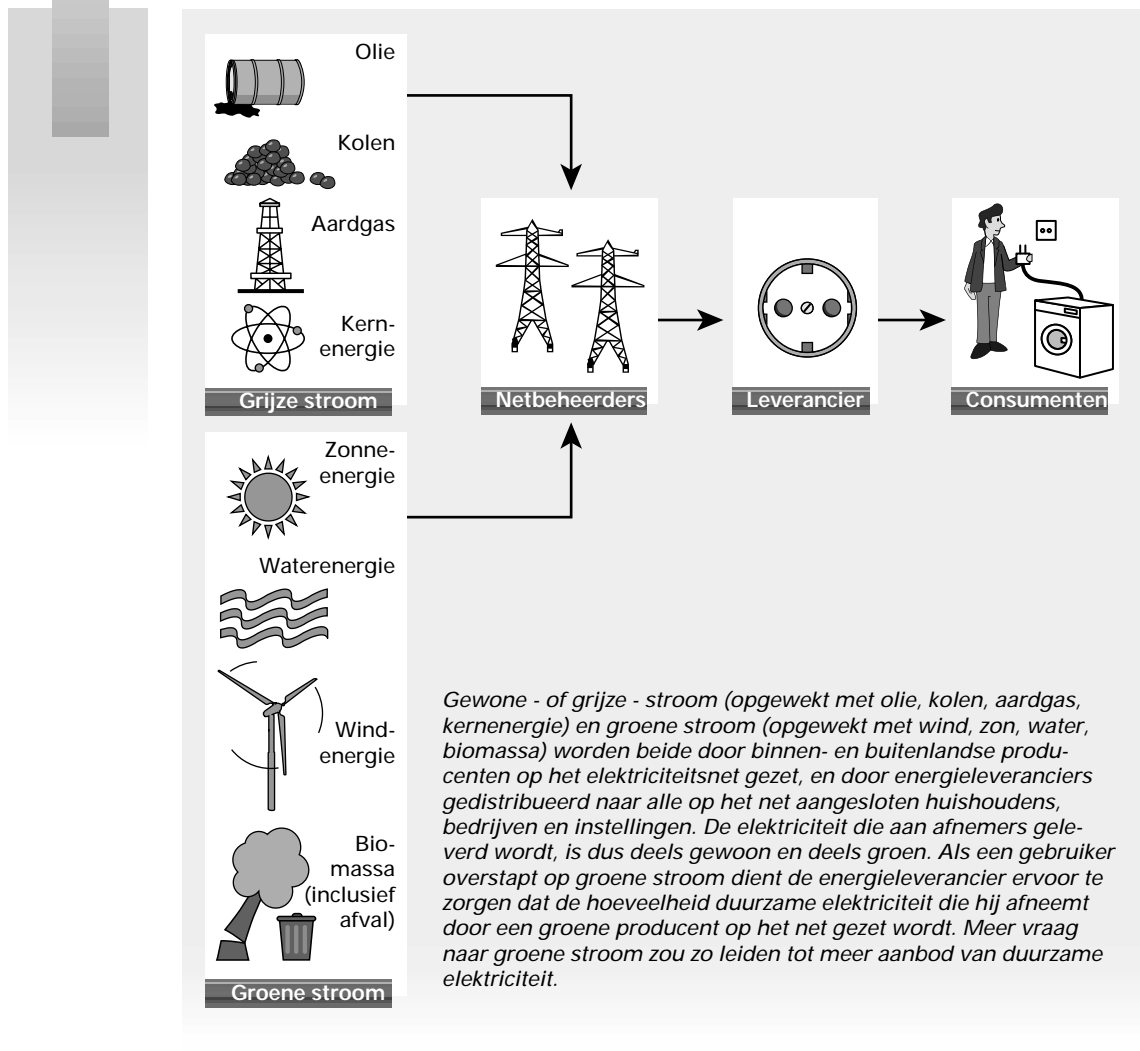 Olie
Kolen
Aardgas
Kern-
energie
Grijze stroom
Netbeheerders
Leverancier
Consumenten
Zonne-
energie
Waterenergie
Wind-
energie
Bio-
massa
(inclusief
afval)
Groene stroom
Gewone - of grijze - stroom (opgewekt met olie, kolen, aardgas,
kernenergie) en groene stroom (opgewekt met wind, zon, water,
biomassa) worden beide door binnen- en buitenlandse produ-
centen op het elektriciteitsnet gezet, en door energieleveranciers
gedistribueerd naar alle op het net aangesloten huishoudens,
bedrijven en instellingen. De elektriciteit die aan afnemers gele-
verd wordt, is dus deels gewoon en deels groen. Als een gebruiker
overstapt op groene stroom dient de energieleverancier ervoor te
zorgen dat de hoeveelheid duurzame elektriciteit die hij afneemt
door een groene producent op het net gezet wordt. Meer vraag
naar groene stroom zou zo leiden tot meer aanbod van duurzame
elektriciteit.